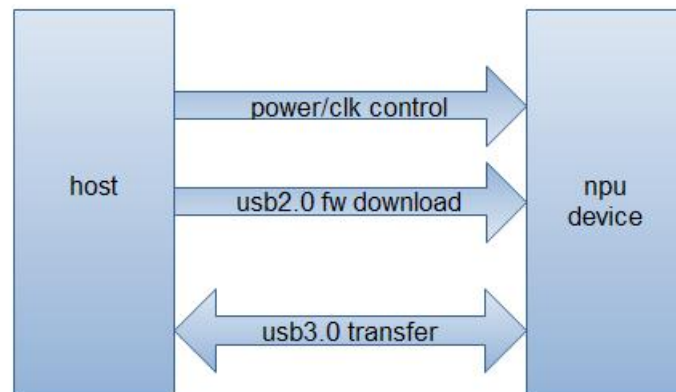 host
power/clk control
usb2.0 fw download
usb3.0 transfer
npu
device